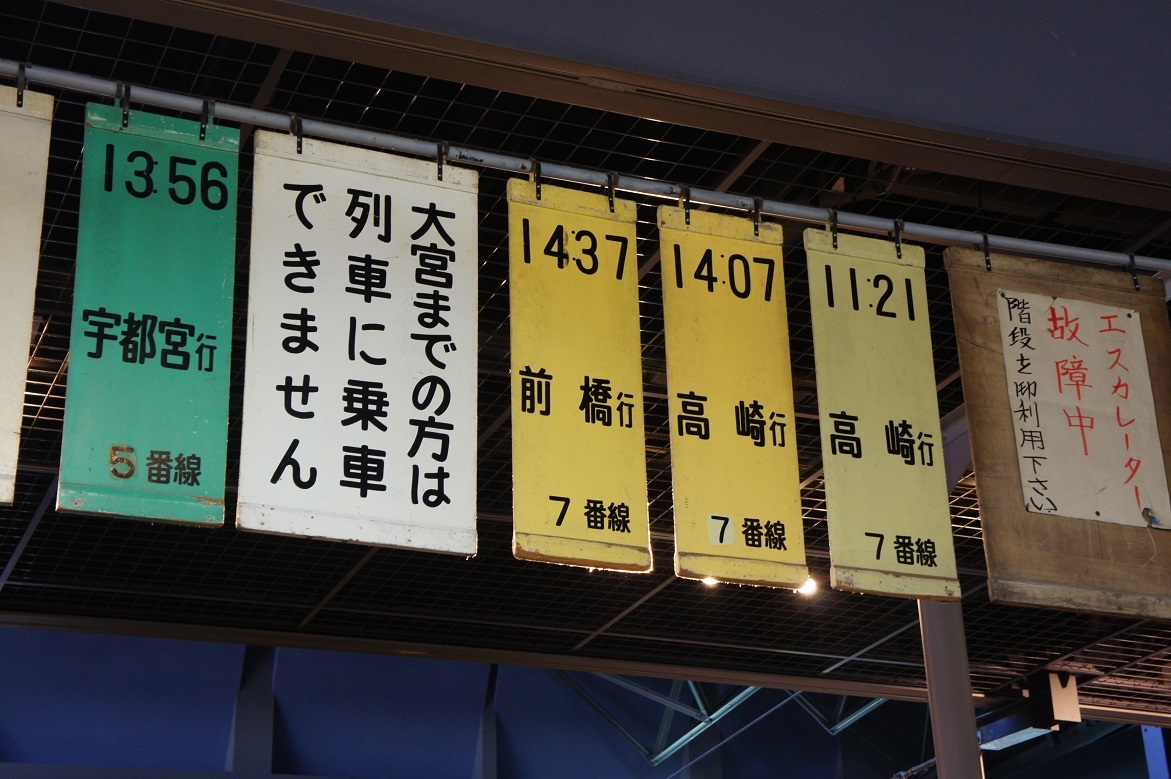 13:56
宇都宮行
5番線
大宮までの方は
列車に乗車
できません
14:37
前橋行
7番線
14:07
高崎行
7番線
11:21
高崎行
7番線
エスカレーター
故障中
階段を御利用下さい